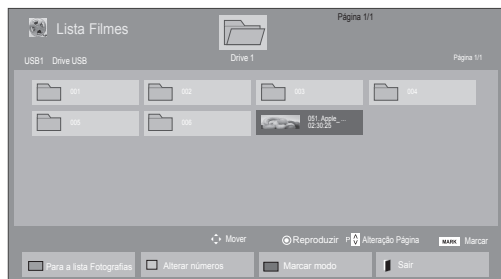 Lista Filmes
Página 1/1
Drive 1
USB1 Drive USB
Página 1/1
001
002
003
004
005
006
051. Apple_ ...
02:30:25
Mover
Reproduzir
P Alteração Página
MARK Marcar
Para a lista Fotografias
Alterar números
Marcar modo
Sair